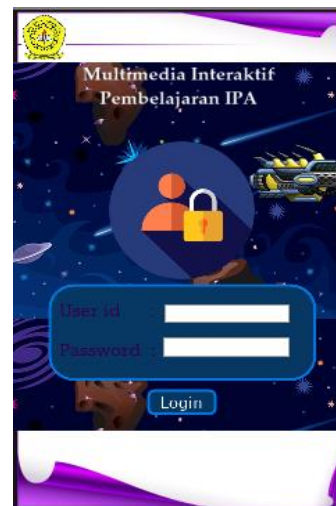 Multimedia Interaktif
Pembelajaran IPA
User id :
Password :
Login